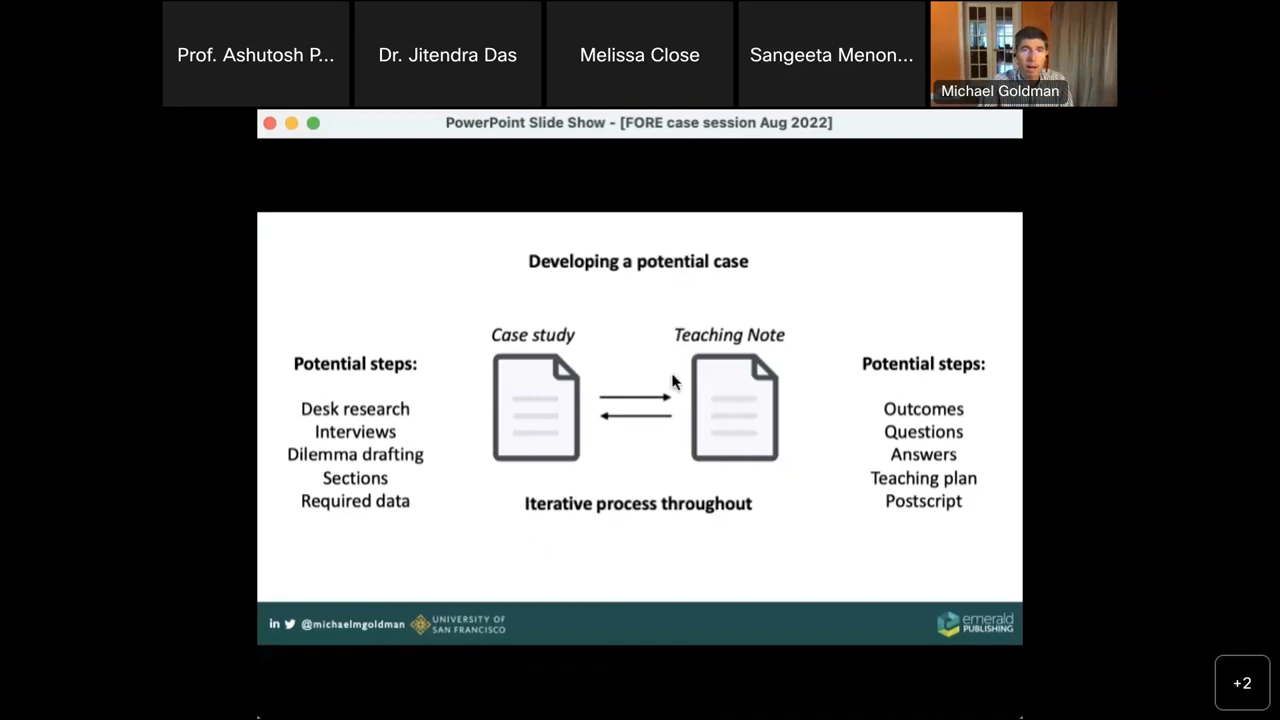 Prof. Ashutosh P...
Dr. Jitendra Das
Melissa Close
Sangeeta Menon...
Michael Goldman
PowerPoint Slide Show - [FORE case session Aug 2022]
Developing a potential case
Case study
Teaching Note
Potential steps:
Desk research
Interviews
Dilemma drafting
Sections
Required data
Potential steps:
Outcomes
Questions
Answers
Teaching plan
Postscript
Iterative process throughout
in @michaelmgoldman
UNIVERSITY OF
SAN FRANCISCO
emerald
PUBLISHING
+2